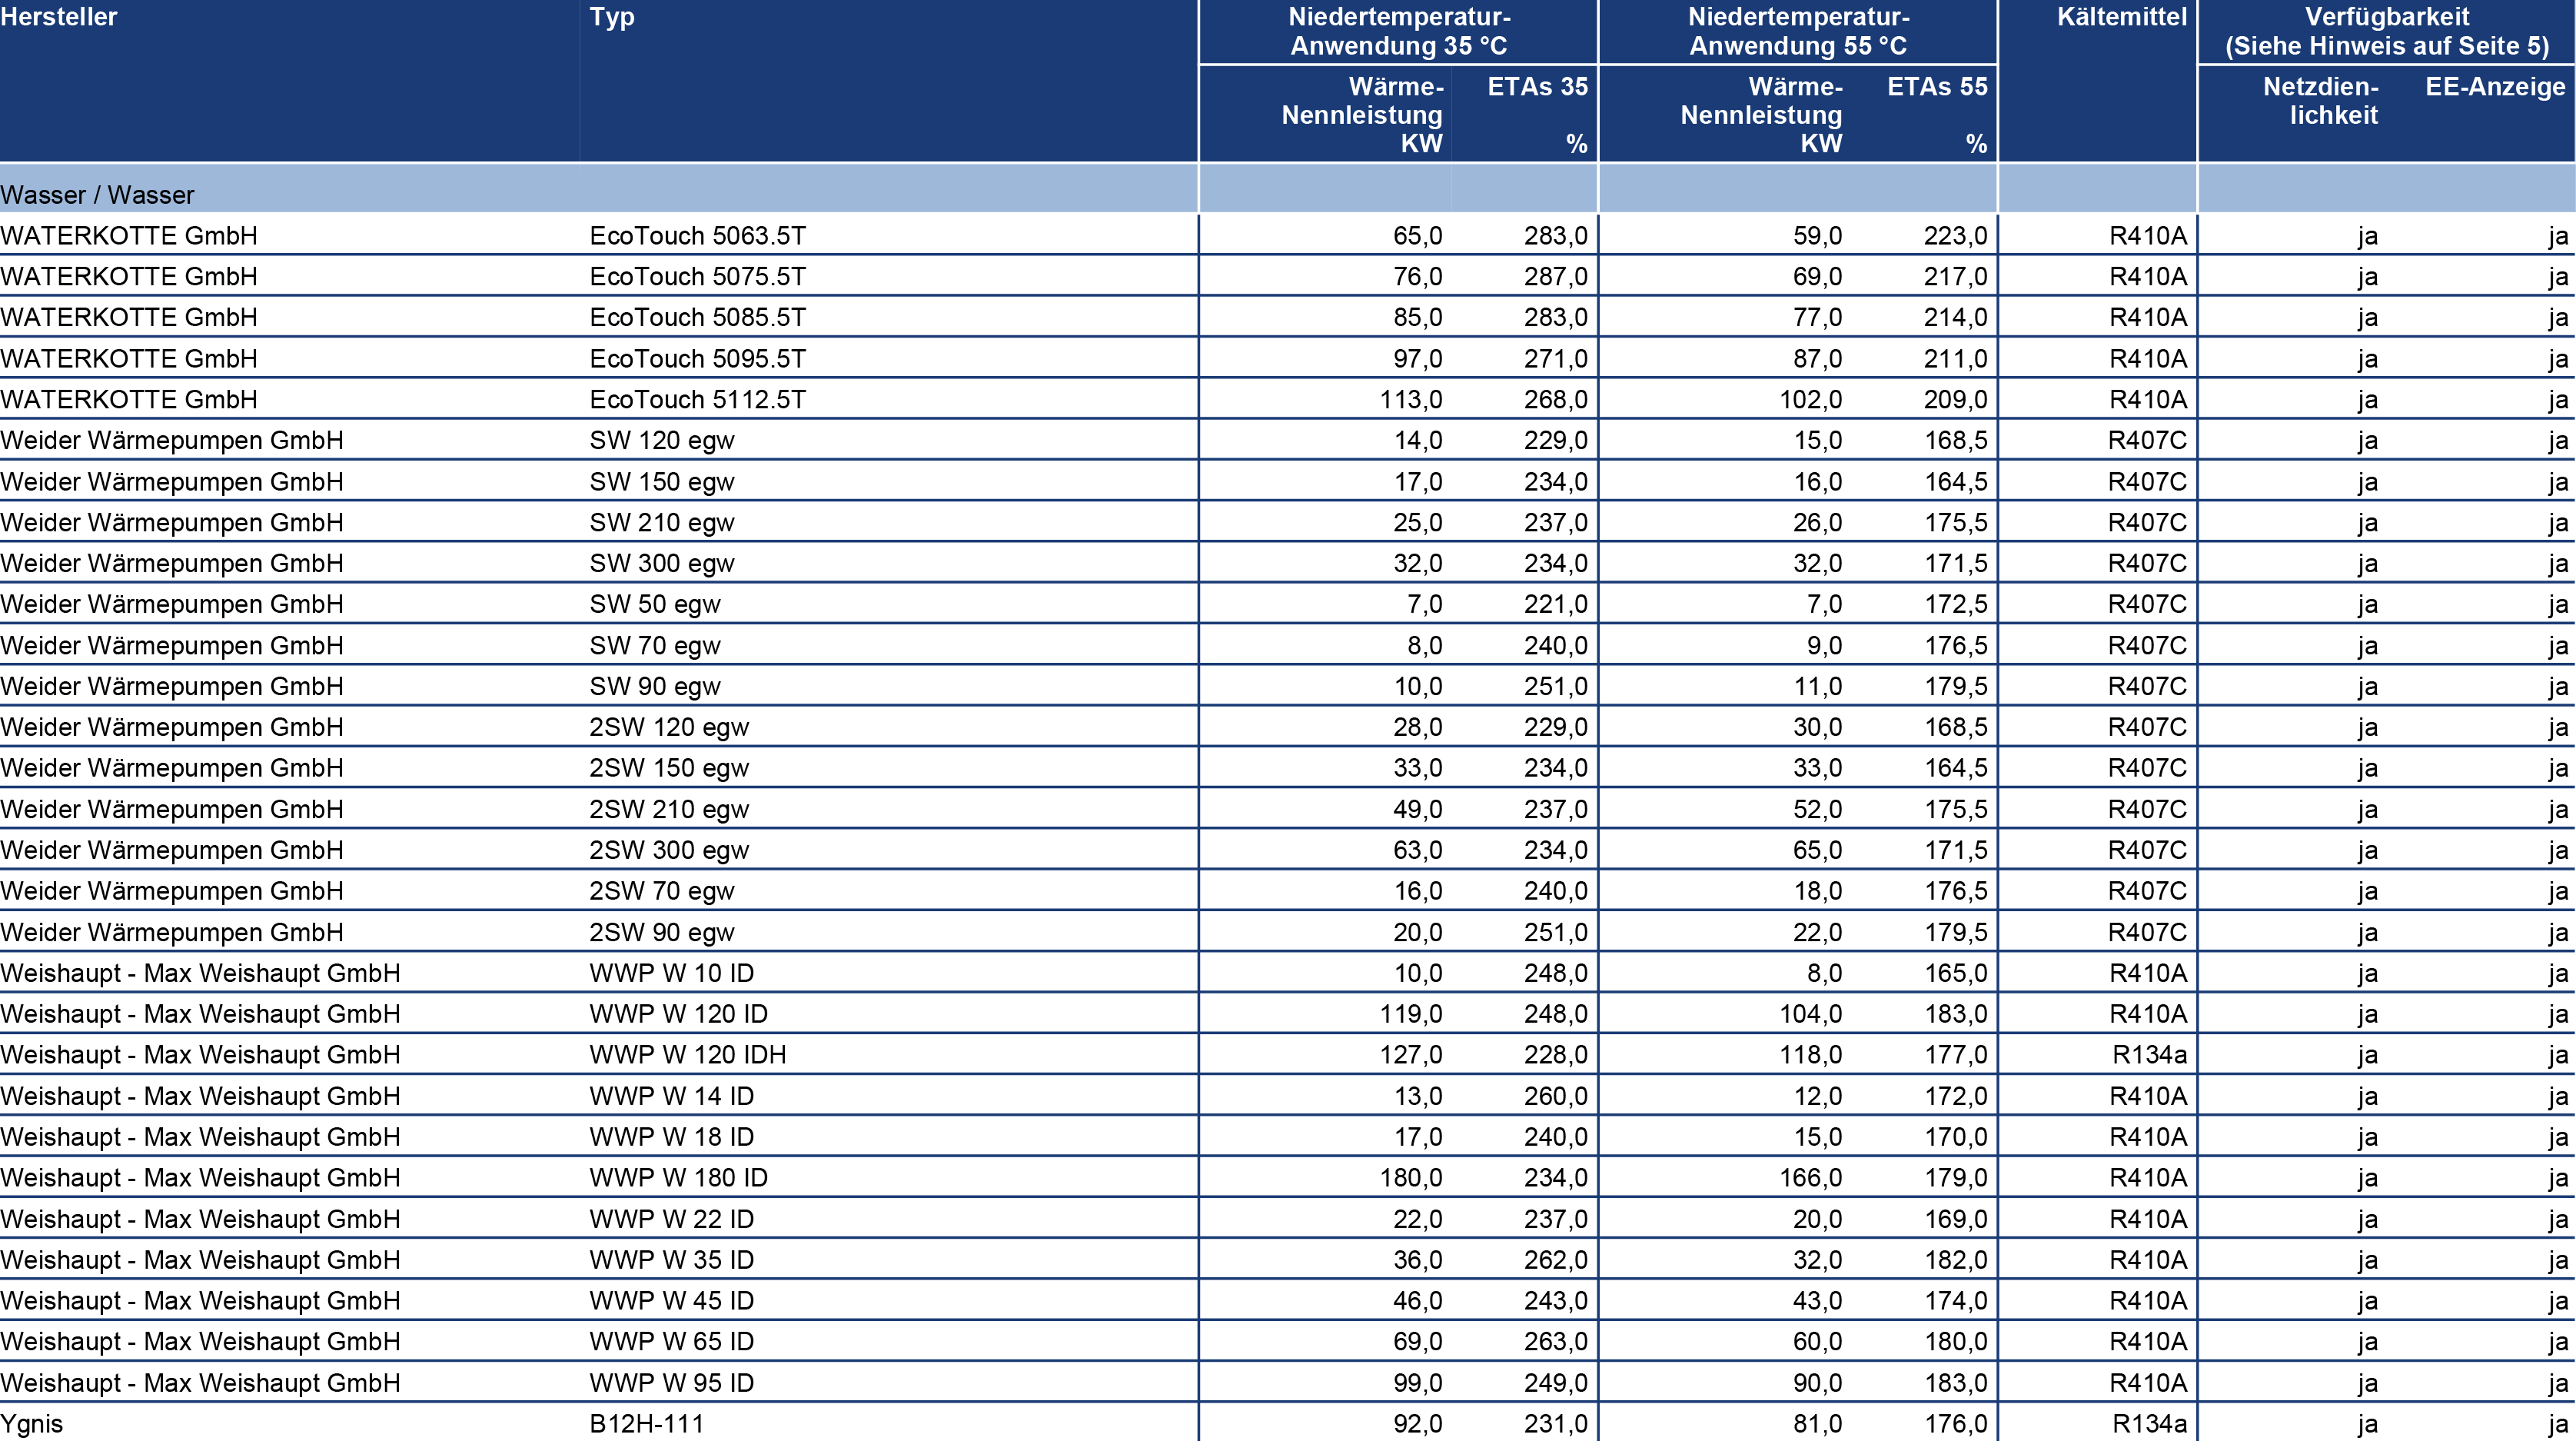 Hersteller Typ Niedertemperatur- Niedertemperatur- Kältemittel Verfügbarkeit
Anwendung 35 °C Anwendung 55 °C (Siehe Hinweis auf Seite 5)
Wärme- ETAs 35 Wärme- ETAs 55 Netzdien- EE-Anzeige
Nennleistung Nennleistung lichkeit
KW % KW %
Wasser / Wasser
WATERKOTTE GmbH EcoTouch 5063.5T 65,0 283,0 59,0 223,0 R410A ja ja
WATERKOTTE GmbH EcoTouch 5075.5T 76,0 287,0 69,0 217,0 R410A ja ja
WATERKOTTE GmbH EcoTouch 5085.5T 85,0 283,0 77,0 214,0 R410A ja ja
WATERKOTTE GmbH EcoTouch 5095.5T 97,0 271,0 87,0 211,0 R410A ja ja
WATERKOTTE GmbH EcoTouch 5112.5T 113,0 268,0 102,0 209,0 R410A ja ja
Weider Wärmepumpen GmbH SW 120 egw 14,0 229,0 15,0 168,5 R407C ja ja
Weider Wärmepumpen GmbH SW 150 egw 17,0 234,0 16,0 164,5 R407C ja ja
Weider Wärmepumpen GmbH SW 210 egw 25,0 237,0 26,0 175,5 R407C ja ja
Weider Wärmepumpen GmbH SW 300 egw 32,0 234,0 32,0 171,5 R407C ja ja
Weider Wärmepumpen GmbH SW 50 egw 7,0 221,0 7,0 172,5 R407C ja ja
Weider Wärmepumpen GmbH SW 70 egw 8,0 240,0 9,0 176,5 R407C ja ja
Weider Wärmepumpen GmbH SW 90 egw 10,0 251,0 11,0 179,5 R407C ja ja
Weider Wärmepumpen GmbH 2SW 120 egw 28,0 229,0 30,0 168,5 R407C ja ja
Weider Wärmepumpen GmbH 2SW 150 egw 33,0 234,0 33,0 164,5 R407C ja ja
Weider Wärmepumpen GmbH 2SW 210 egw 49,0 237,0 52,0 175,5 R407C ja ja
Weider Wärmepumpen GmbH 2SW 300 egw 63,0 234,0 65,0 171,5 R407C ja ja
Weider Wärmepumpen GmbH 2SW 70 egw 16,0 240,0 18,0 176,5 R407C ja ja
Weider Wärmepumpen GmbH 2SW 90 egw 20,0 251,0 22,0 179,5 R407C ja ja
Weishaupt - Max Weishaupt GmbH WWP W 10 ID 10,0 248,0 8,0 165,0 R410A ja ja
Weishaupt - Max Weishaupt GmbH WWP W 120 ID 119,0 248,0 104,0 183,0 R410A ja ja
Weishaupt - Max Weishaupt GmbH WWP W 120 IDH 127,0 228,0 118,0 177,0 R134a ja ja
Weishaupt - Max Weishaupt GmbH WWP W 14 ID 13,0 260,0 12,0 172,0 R410A ja ja
Weishaupt - Max Weishaupt GmbH WWP W 18 ID 17,0 240,0 15,0 170,0 R410A ja ja
Weishaupt - Max Weishaupt GmbH WWP W 180 ID 180,0 234,0 166,0 179,0 R410A ja ja
Weishaupt - Max Weishaupt GmbH WWP W 22 ID 22,0 237,0 20,0 169,0 R410A ja ja
Weishaupt - Max Weishaupt GmbH WWP W 35 ID 36,0 262,0 32,0 182,0 R410A ja ja
Weishaupt - Max Weishaupt GmbH WWP W 45 ID 46,0 243,0 43,0 174,0 R410A ja ja
Weishaupt - Max Weishaupt GmbH WWP W 65 ID 69,0 263,0 60,0 180,0 R410A ja ja
Weishaupt - Max Weishaupt GmbH WWP W 95 ID 99,0 249,0 90,0 183,0 R410A ja ja
Ygnis B12H-111 92,0 231,0 81,0 176,0 R134a ja ja